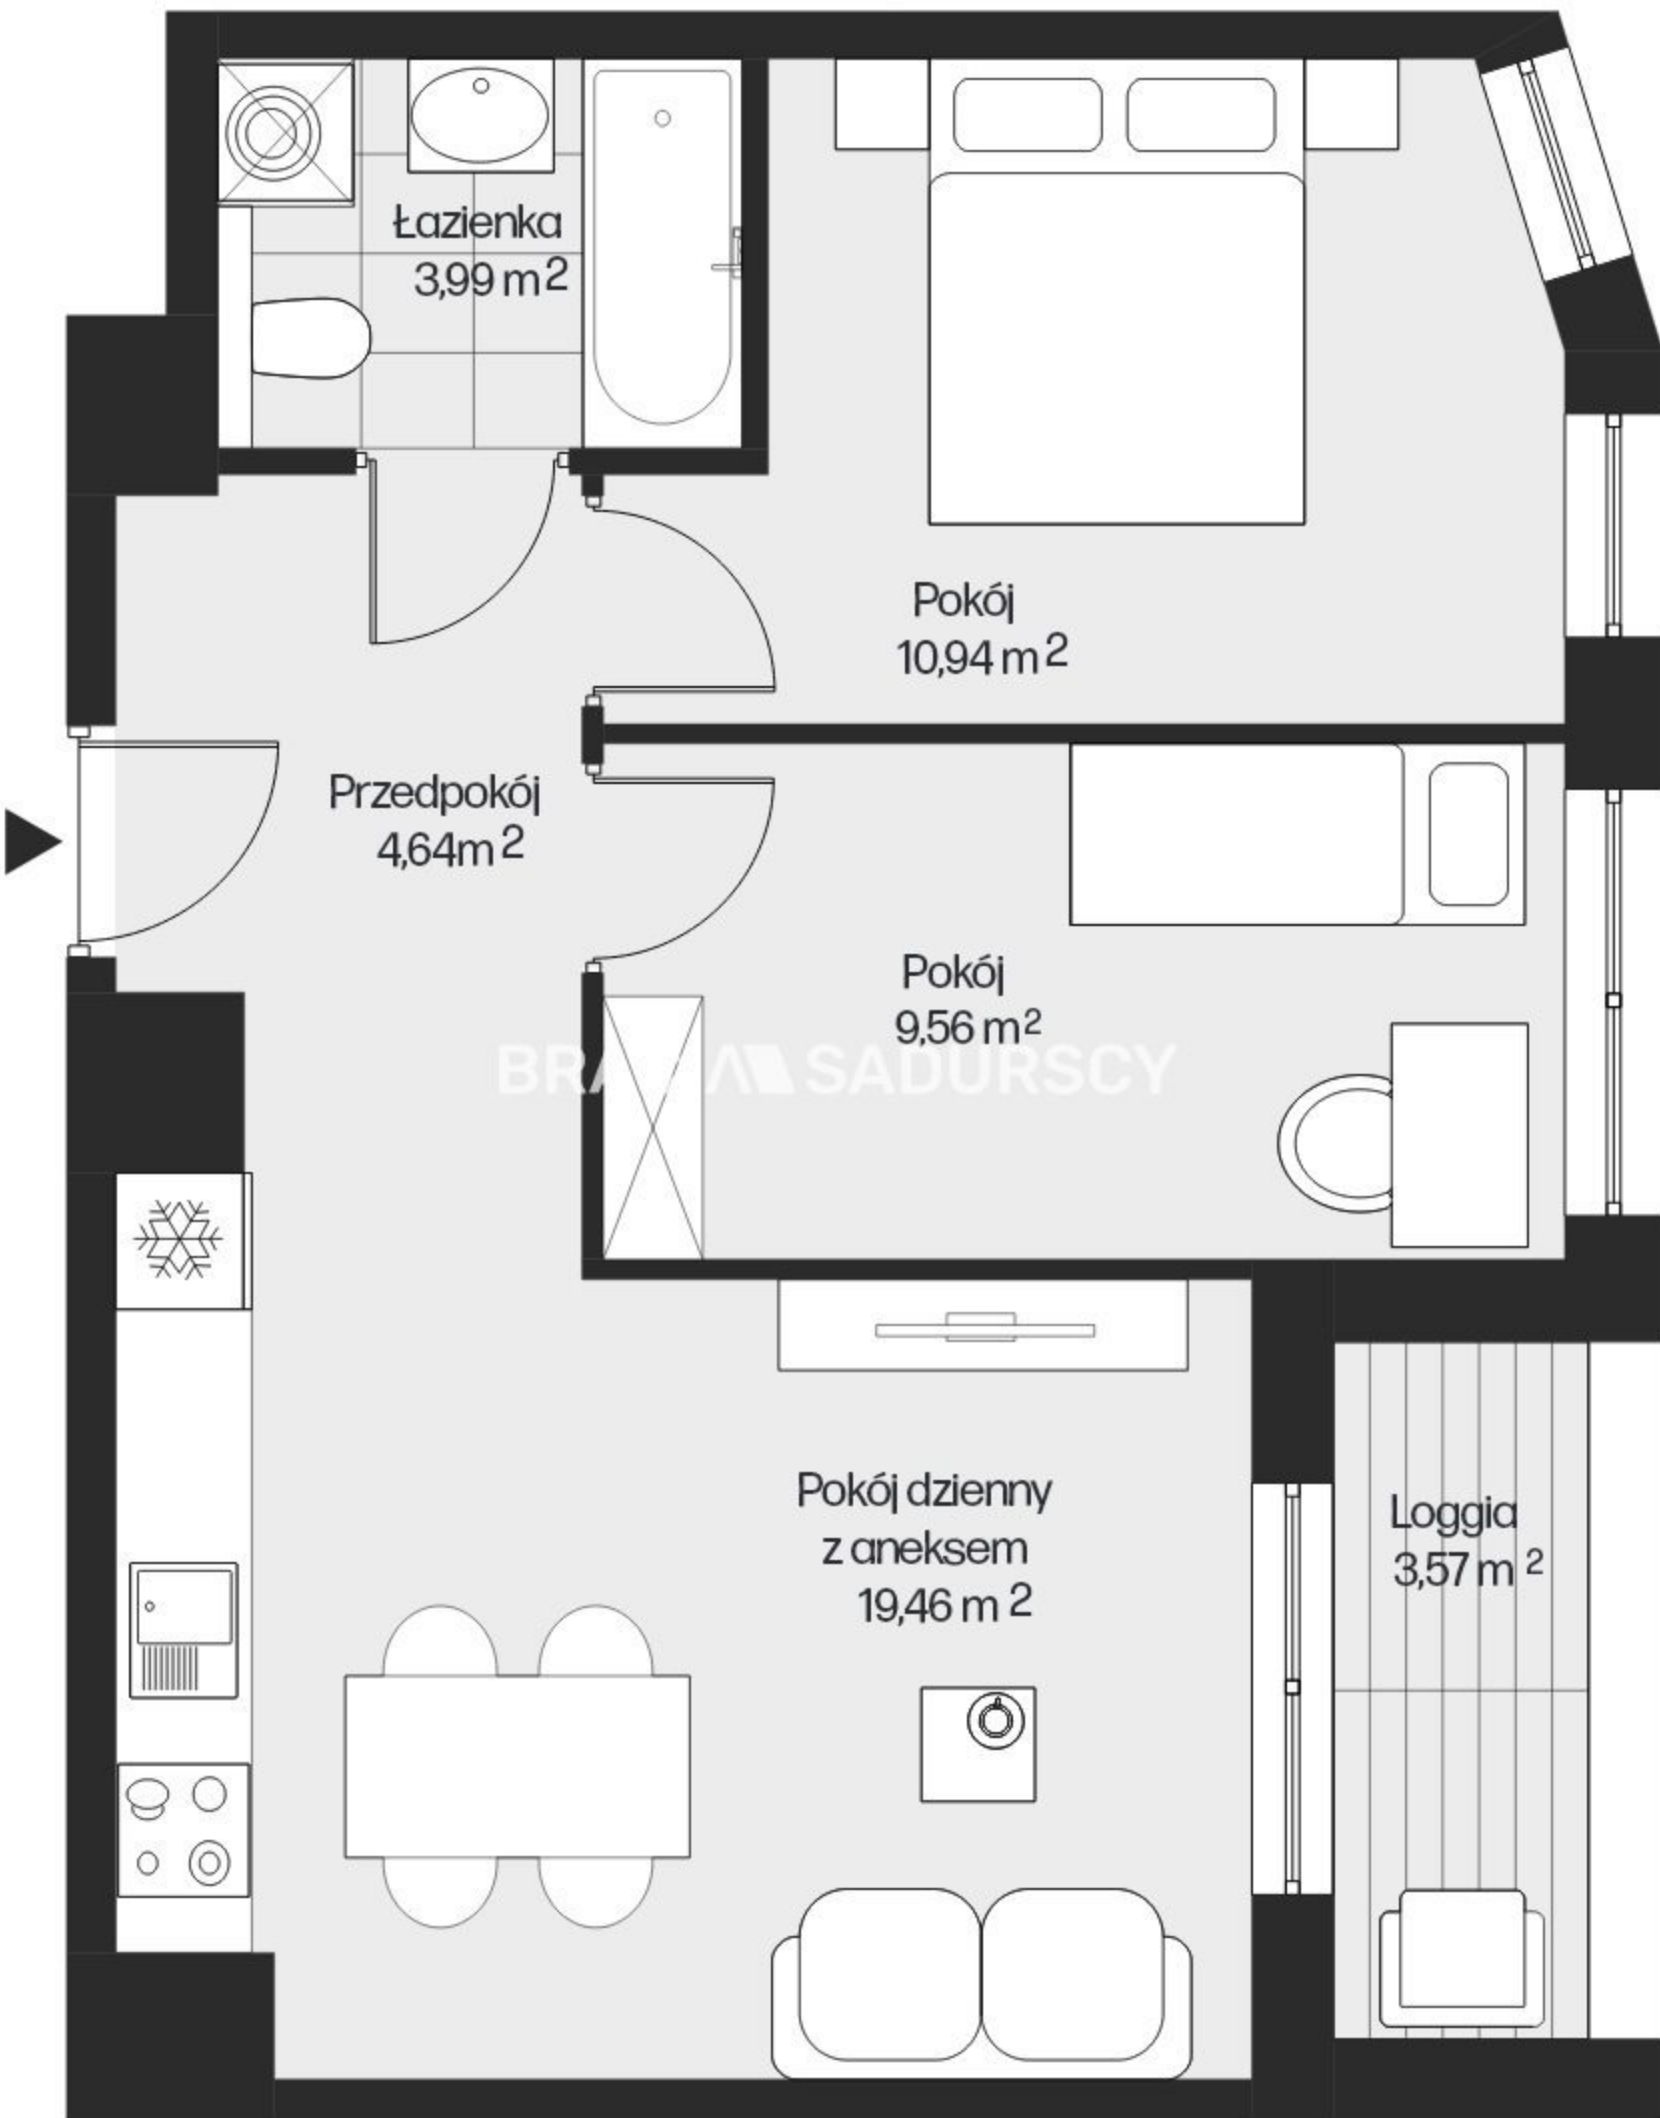 Łazienka
3,99 m2
Pokój
10,94 m2
Przedpokój
4,64m2
Pokój
9,56 m2
SADURSCY
Pokój dzienny
z aneksem
19,46 m2
Loggia
3,57 m2